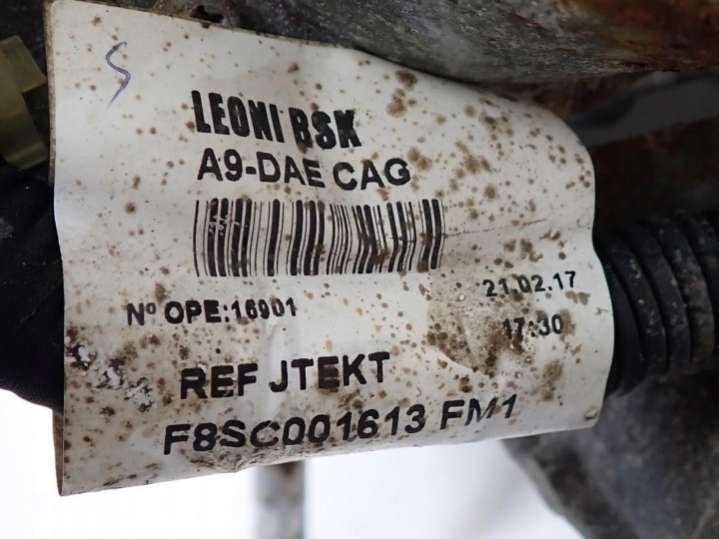 S
LEONI BSK
A9-DAE CAG
Nº OPE:16901
21.02.17
17:30
REF JTEKT
F8SC001613 FM1